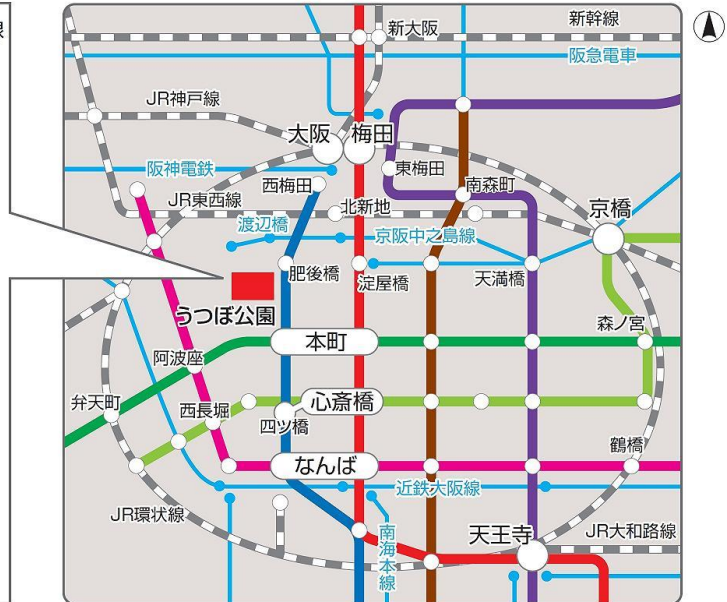 線
新幹線
新大阪
阪急電車
JR神戸線
大阪
梅田
阪神電鉄
東梅田
西梅田
南森町
JR東西線
北新地
京橋
渡辺橋
京阪中之島線
肥後橋
淀屋橋
天満橋
うつぼ公園
森ノ宮
本町
阿波座
弁天町
西長堀
心斎橋
四ツ橋
鶴橋
なんば
近鉄大阪線
JR環状線
南海本線
天王寺
JR大和路線